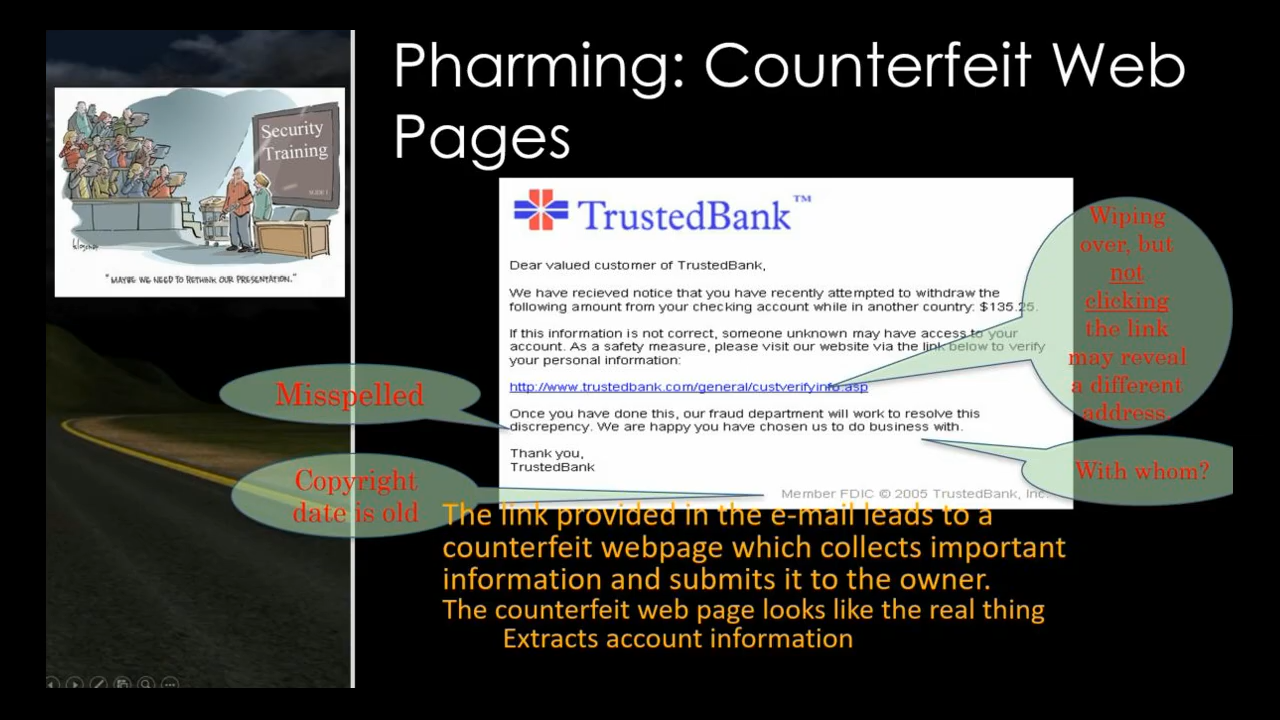 Pharming: Counterfeit Web
Pages
Security
Training
SLIDE 1
"MAYBE WE NEED TO RETHINK OUR PRESENTATION."
TrustedBank™
Dear valued customer of TrustedBank,
We have recieved notice that you have recently attempted to withdraw the
following amount from your checking account while in another country: $135.25.
If this information is not correct, someone unknown may have access to your
account. As a safety measure, please visit our website via the link below to verify
your personal information:
http://www.trustedbank.com/general/custverifyinfo.asp
Once you have done this, our fraud department will work to resolve this
discrepency. We are happy you have chosen us to do business with.
Thank you,
TrustedBank
Member FDIC © 2005 TrustedBank, Inc.
Wiping
over, but
not
clicking
the link
may reveal
a different
address.
Misspelled
With whom?
Copyright
date is old
The link provided in the e-mail leads to a
counterfeit webpage which collects important
information and submits it to the owner.
The counterfeit web page looks like the real thing
Extracts account information